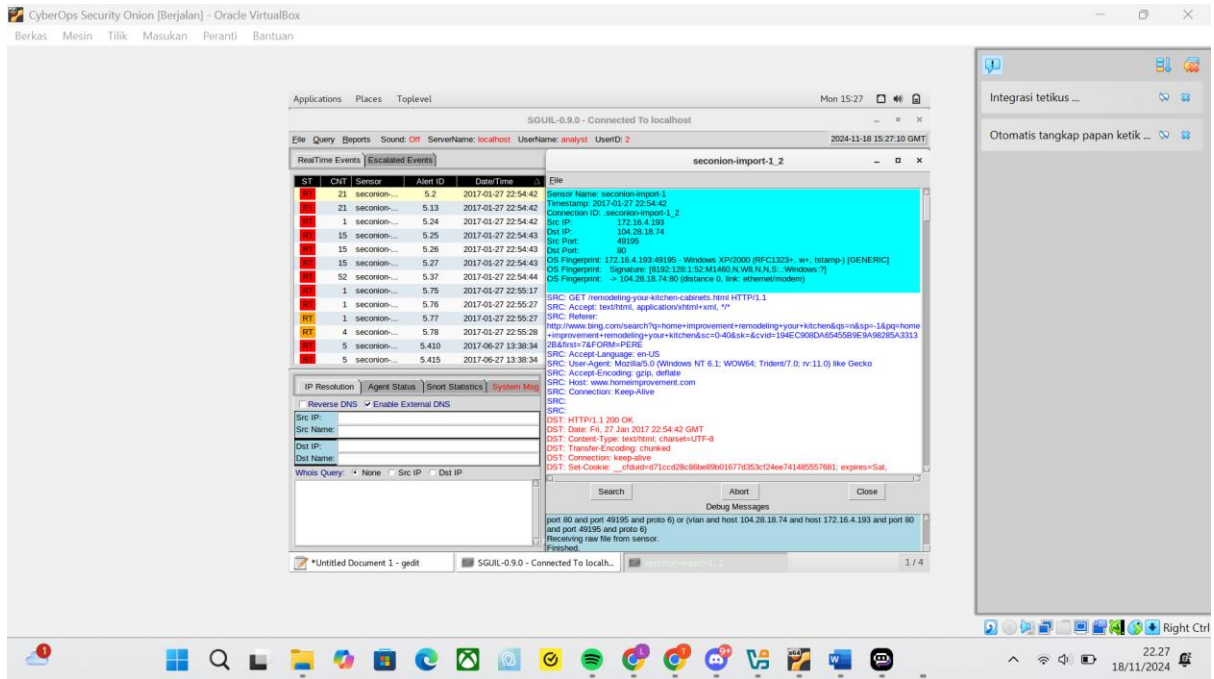 CyberOps Security Onion [Berjalan] - Oracle VirtualBox
Berkas Mesin Tilik Masukan Peranti Bantuan
Applications Places Toplevel
Mon 15:27
SGUIL-0.9.0 - Connected To localhost
File Query Reports Sound: Off ServerName: localhost UserName: analyst UserID: 2
2024-11-18 15:27:10 GMT
RealTime Events Escalated Events
ST CNT Sensor Alert ID Date/Time
RT 21 seconion-... 5.2 2017-01-27 22:54:42
RT 21 seconion-... 5.13 2017-01-27 22:54:42
RT 1 seconion-... 5.24 2017-01-27 22:54:42
RT 15 seconion-... 5.25 2017-01-27 22:54:43
RT 15 seconion-... 5.26 2017-01-27 22:54:43
RT 15 seconion-... 5.27 2017-01-27 22:54:43
RT 52 seconion-... 5.37 2017-01-27 22:54:44
RT 1 seconion-... 5.75 2017-01-27 22:55:17
RT 1 seconion-... 5.76 2017-01-27 22:55:27
RT 1 seconion-... 5.77 2017-01-27 22:55:27
RT 4 seconion-... 5.78 2017-01-27 22:55:28
RT 5 seconion-... 5.410 2017-06-27 13:38:34
RT 5 seconion-... 5.415 2017-06-27 13:38:34
IP Resolution Agent Status Snort Statistics System Msg
Reverse DNS Enable External DNS
Src IP:
Src Name:
Dst IP:
Dst Name:
Whois Query: None Src IP Dst IP
seconion-import-1_2
File
Sensor Name: seconion-import-1
Timestamp: 2017-01-27 22:54:42
Connection ID: .seconion-import-1_2
Src IP: 172.16.4.193
Dst IP: 104.28.18.74
Src Port: 49195
Dst Port: 80
OS Fingerprint: 172.16.4.193:49195 - Windows XP/2000 (RFC1323+, w+, tstamp-) [GENERIC]
OS Fingerprint: Signature: [8192:128:1:52:M1460,N,W8,N,N,S:.:Windows:?]
OS Fingerprint: -> 104.28.18.74:80 (distance 0, link: ethernet/modem)
SRC: GET /remodeling-your-kitchen-cabinets.html HTTP/1.1
SRC: Accept: text/html, application/xhtml+xml, */*
SRC: Referer:
http://www.bing.com/search?q=home+improvement+remodeling+your+kitchen&qs=n&sp=-1&pq=home
+improvement+remodeling+your+kitchen&sc=0-40&sk=&cvid=194EC908DA65455B9E9A98285A3313
2B&first=7&FORM=PERE
SRC: Accept-Language: en-US
SRC: User-Agent: Mozilla/5.0 (Windows NT 6.1; WOW64; Trident/7.0; rv:11.0) like Gecko
SRC: Accept-Encoding: gzip, deflate
SRC: Host: www.homeimprovement.com
SRC: Connection: Keep-Alive
SRC:
SRC:
DST: HTTP/1.1 200 OK
DST: Date: Fri, 27 Jan 2017 22:54:42 GMT
DST: Content-Type: text/html; charset=UTF-8
DST: Transfer-Encoding: chunked
DST: Connection: keep-alive
DST: Set-Cookie: __cfduid=d71ccd28c86be89b01677d353cf24ee741485557681; expires=Sat,
Search Abort Close
Debug Messages
port 80 and port 49195 and proto 6) or (vlan and host 104.28.18.74 and host 172.16.4.193 and port 80
and port 49195 and proto 6)
Receiving raw file from sensor.
Finished.
*Untitled Document 1 - gedit
SGUIL-0.9.0 - Connected To localh...
seconion-import-1_2
1 / 4
Integrasi tetikus ...
Otomatis tangkap papan ketik ...
Right Ctrl
22.27
18/11/2024